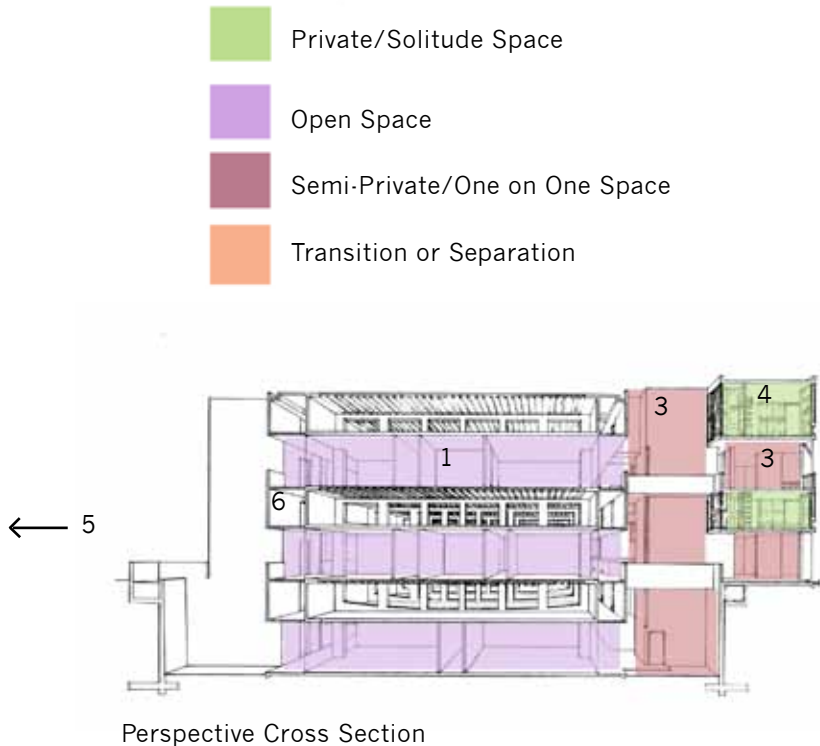 Private/Solitude Space
Open Space
Semi-Private/One on One Space
Transition or Separation
3
4
1
3
6
5
Perspective Cross Section